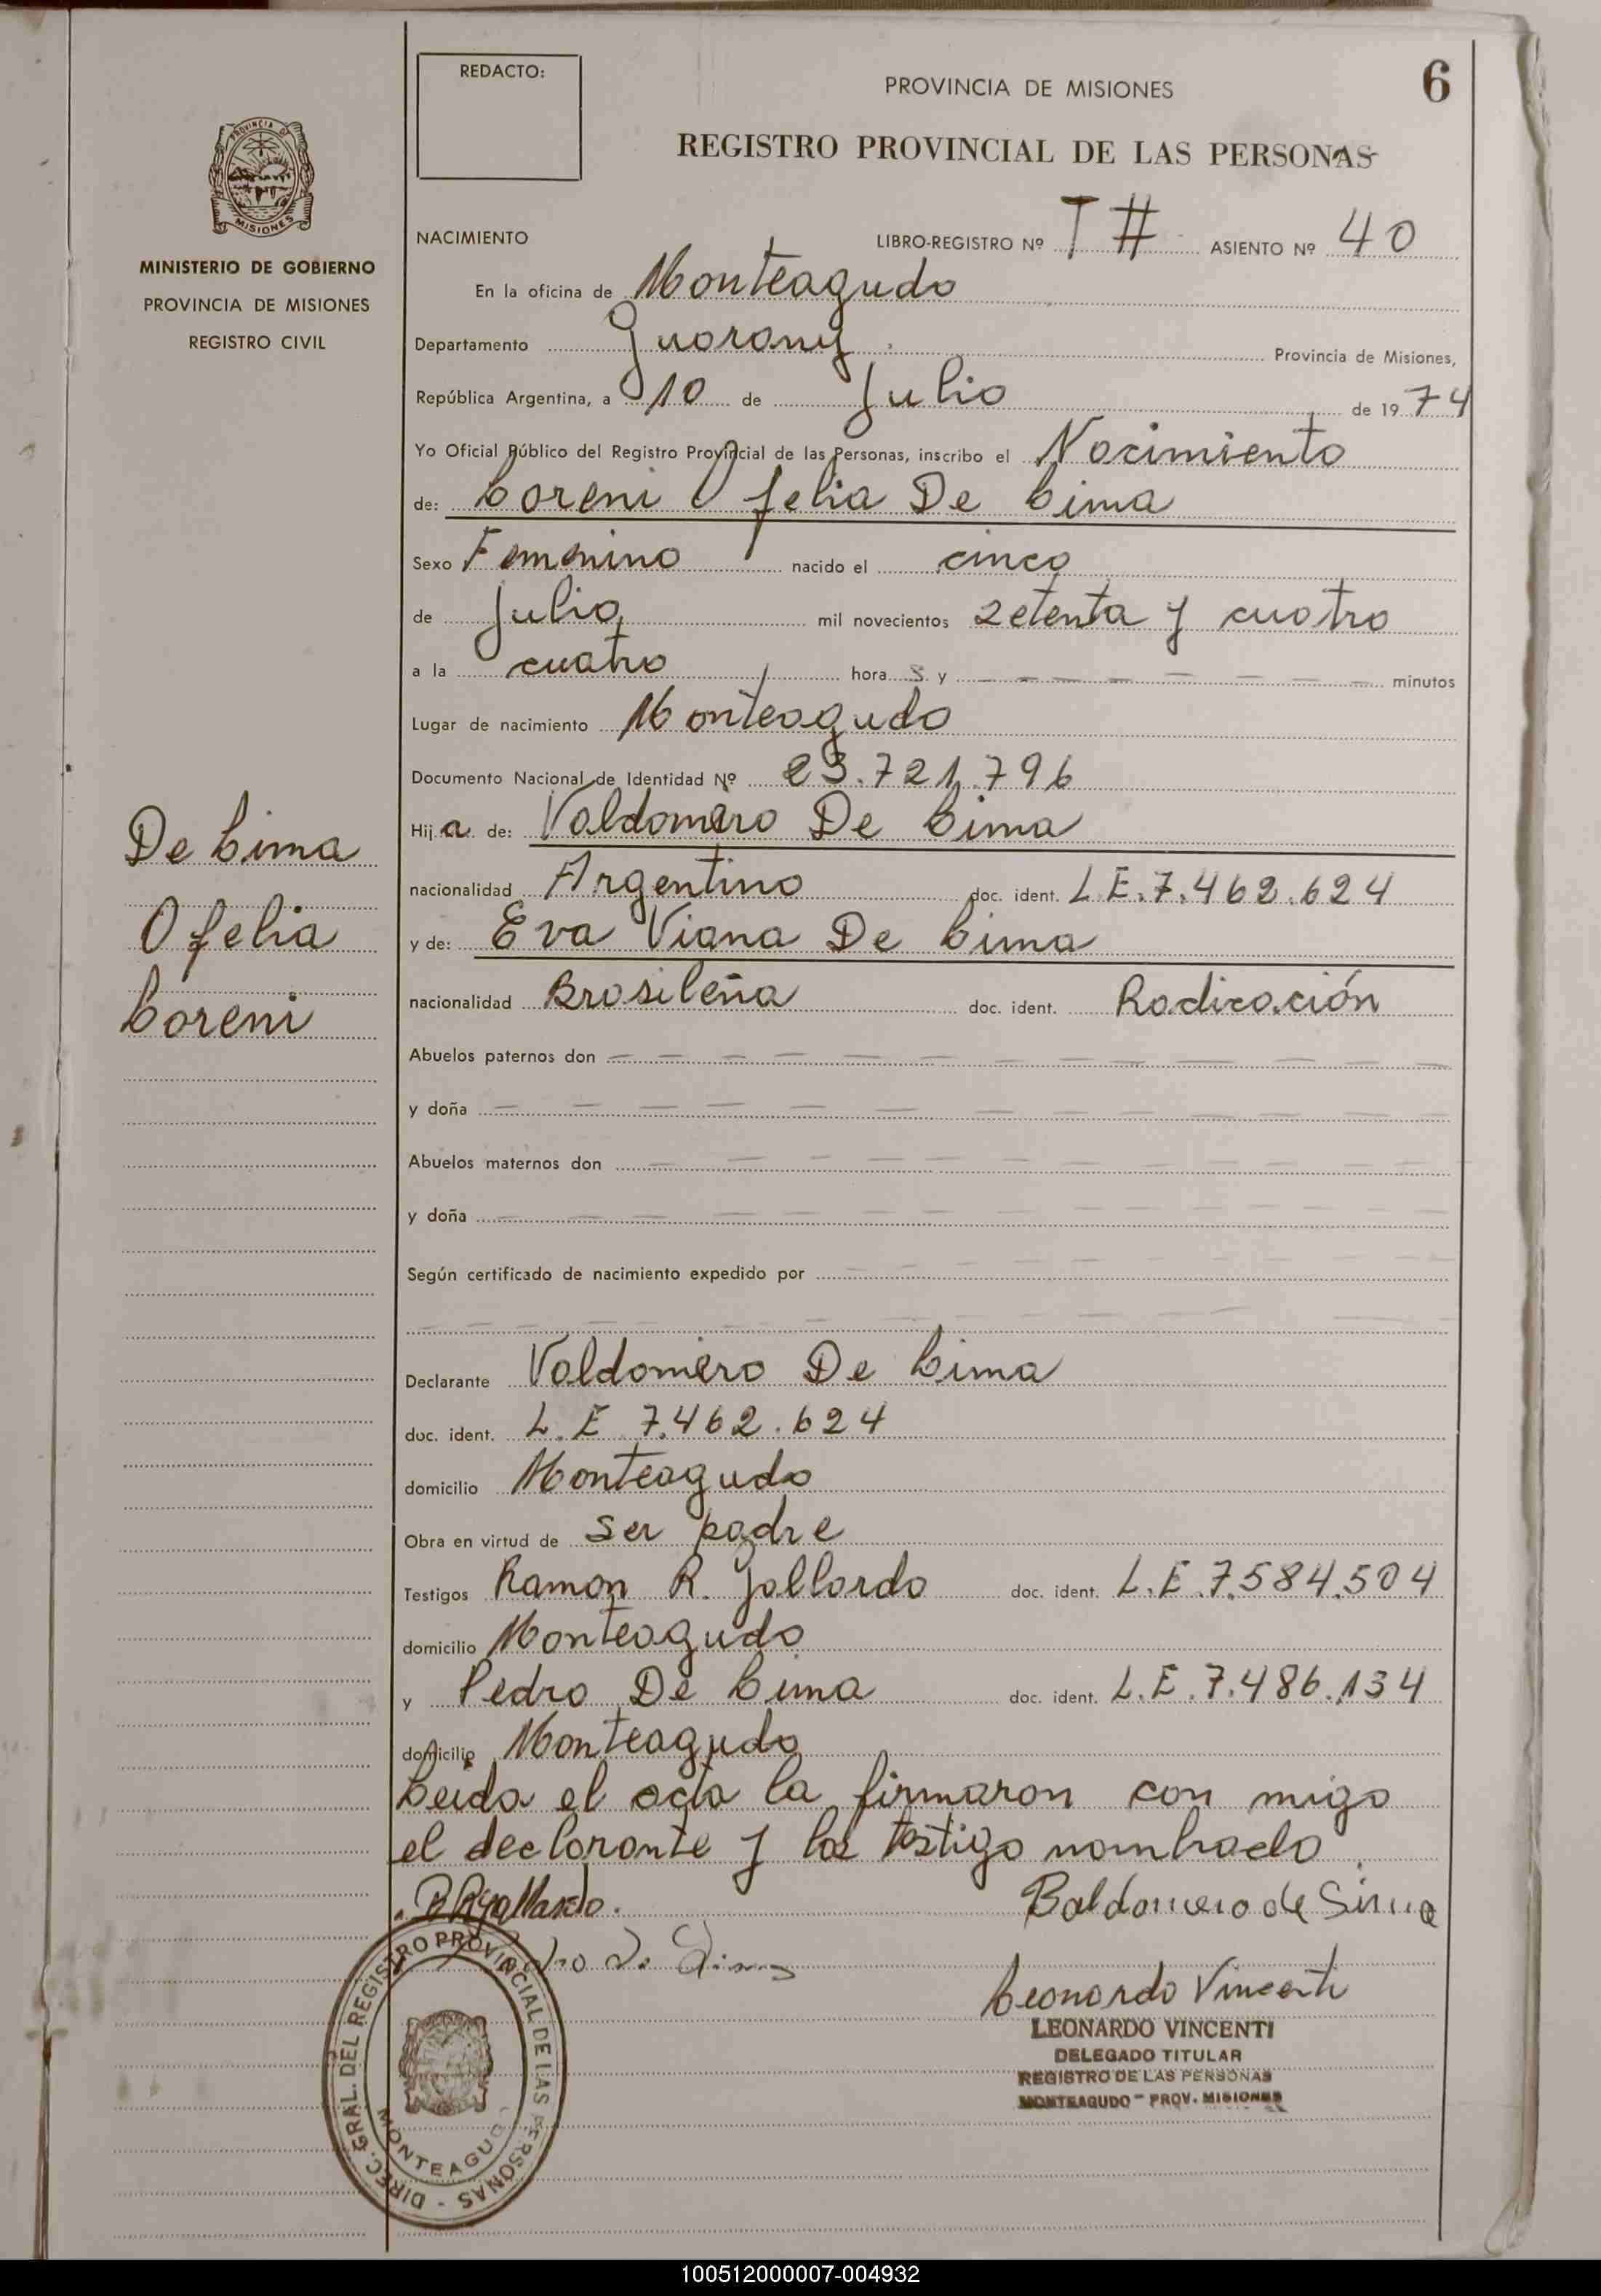 REDACTO:
PROVINCIA DE MISIONES
6
REGISTRO PROVINCIAL DE LAS PERSONAS
PROVINCIA DE
MISIONES
MINISTERIO DE GOBIERNO
PROVINCIA DE MISIONES
REGISTRO CIVIL
NACIMIENTO
LIBRO-REGISTRO Nº T # ASIENTO Nº 40
En la oficina de Monteagudo
Departamento Guarany Provincia de Misiones,
República Argentina, a 10 de Julio de 1974
Yo Oficial Público del Registro Provincial de las Personas, inscribo el Nacimiento
de: Loreni Ofelia De Lima
Sexo Femenino nacido el cinco
de Julio mil novecientos setenta y cuatro
a la cuatro horas y — — — — — — — minutos
Lugar de nacimiento Monteagudo
Documento Nacional de Identidad Nº 23.721.796
Hija de: Valdomero De Lima
nacionalidad Argentino doc. ident. L.E.7.462.624
y de: Eva Viana De Lima
nacionalidad Brasileña doc. ident. Radicación
De Lima
Ofelia
Loreni
Abuelos paternos don
y doña
Abuelos maternos don
y doña
Según certificado de nacimiento expedido por
Declarante Valdomero De Lima
doc. ident. L.E 7.462.624
domicilio Monteagudo
Obra en virtud de ser padre
Testigos Ramon R. Gallardo doc. ident. L.E.7.584.504
domicilio Monteagudo
y Pedro De Lima doc. ident. L.E.7.486.134
domicilio Monteagudo
Leida el acta la firmaron con migo
el declarante y los testigo nombrado
R R Gallardo.
Baldomero de Sima
Leonardo Vincenti
LEONARDO VINCENTI
DELEGADO TITULAR
REGISTRO DE LAS PERSONAS
MONTEAGUDO - PROV. MISIONES
DIREC. GRAL. DEL REGISTRO PROVINCIAL DE LAS PERSONAS -
MONTEAGUDO
100512000007-004932